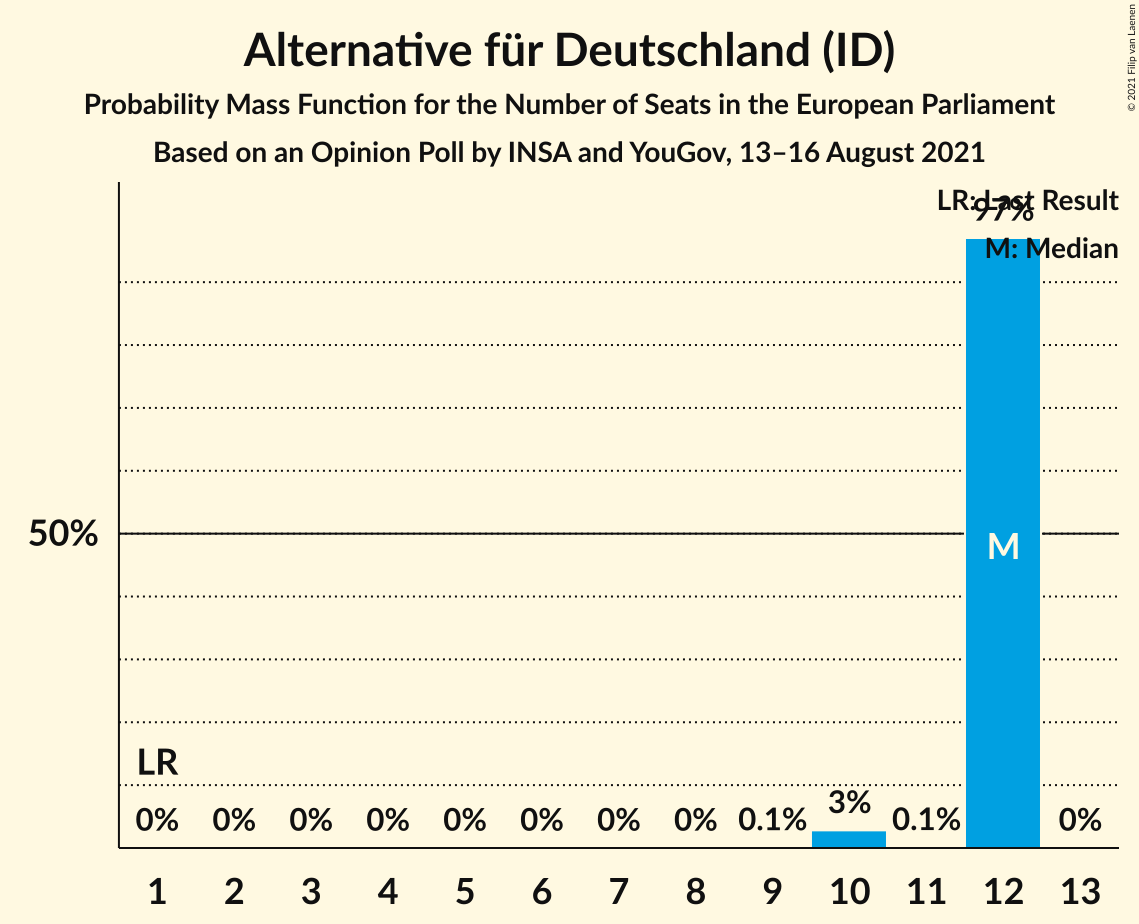 Alternative für Deutschland (ID)
Probability Mass Function for the Number of Seats in the European Parliament
Based on an Opinion Poll by INSA and YouGov, 13–16 August 2021
© 2021 Filip van Laenen
LR: Last Result
97%
M: Median
50%
M
LR
0% 0% 0% 0% 0% 0% 0% 0% 0.1% 3% 0.1% 0%
1 2 3 4 5 6 7 8 9 10 11 12 13